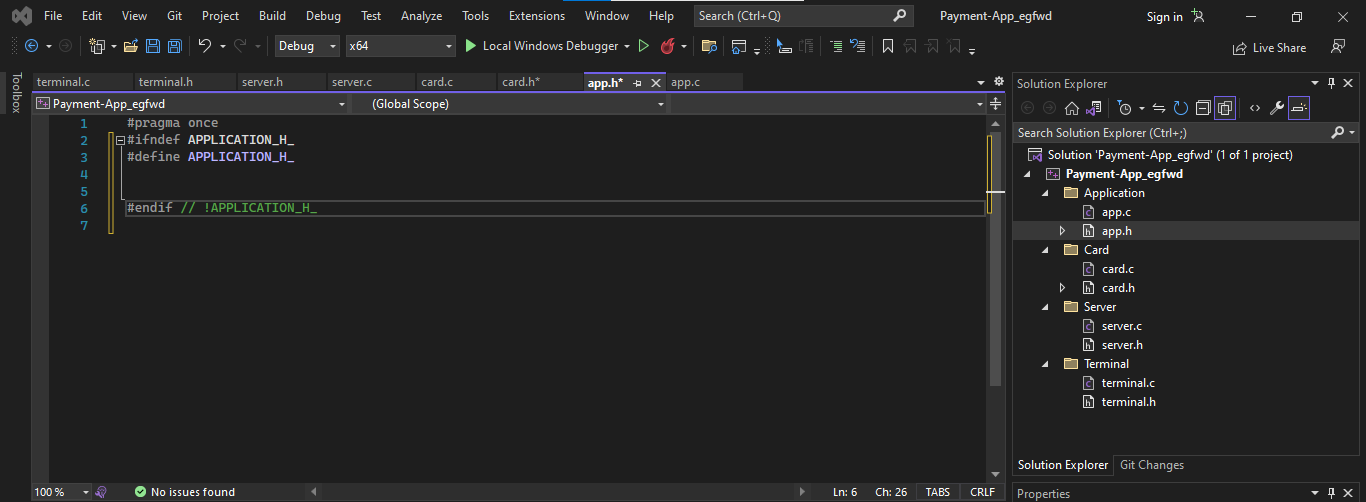 File Edit View Git Project Build Debug Test Analyze Tools Extensions Window Help Search (Ctrl+Q) Payment-App_egfwd Sign in
Debug x64 Local Windows Debugger Live Share
Toolbox
terminal.c terminal.h server.h server.c card.c card.h* app.h* app.c
Payment-App_egfwd (Global Scope)
1 #pragma once
2 #ifndef APPLICATION_H_
3 #define APPLICATION_H_
4
5
6 #endif // !APPLICATION_H_
7
100 % No issues found Ln: 6 Ch: 26 TABS CRLF
Solution Explorer
Search Solution Explorer (Ctrl+;)
Solution 'Payment-App_egfwd' (1 of 1 project)
Payment-App_egfwd
Application
app.c
app.h
Card
card.c
card.h
Server
server.c
server.h
Terminal
terminal.c
terminal.h
Solution Explorer Git Changes
Properties